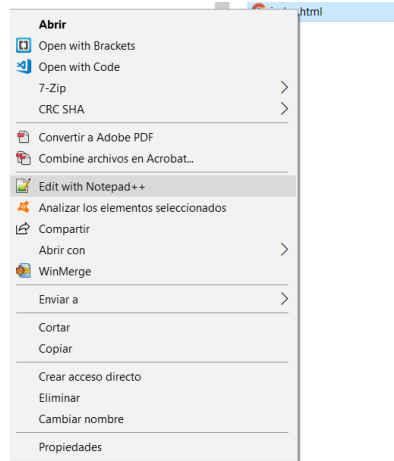 .html
Abrir
Open with Brackets
Open with Code
7-Zip
CRC SHA
Convertir a Adobe PDF
Combine archivos en Acrobat...
Edit with Notepad++
Analizar los elementos seleccionados
Compartir
Abrir con
WinMerge
Enviar a
Cortar
Copiar
Crear acceso directo
Eliminar
Cambiar nombre
Propiedades